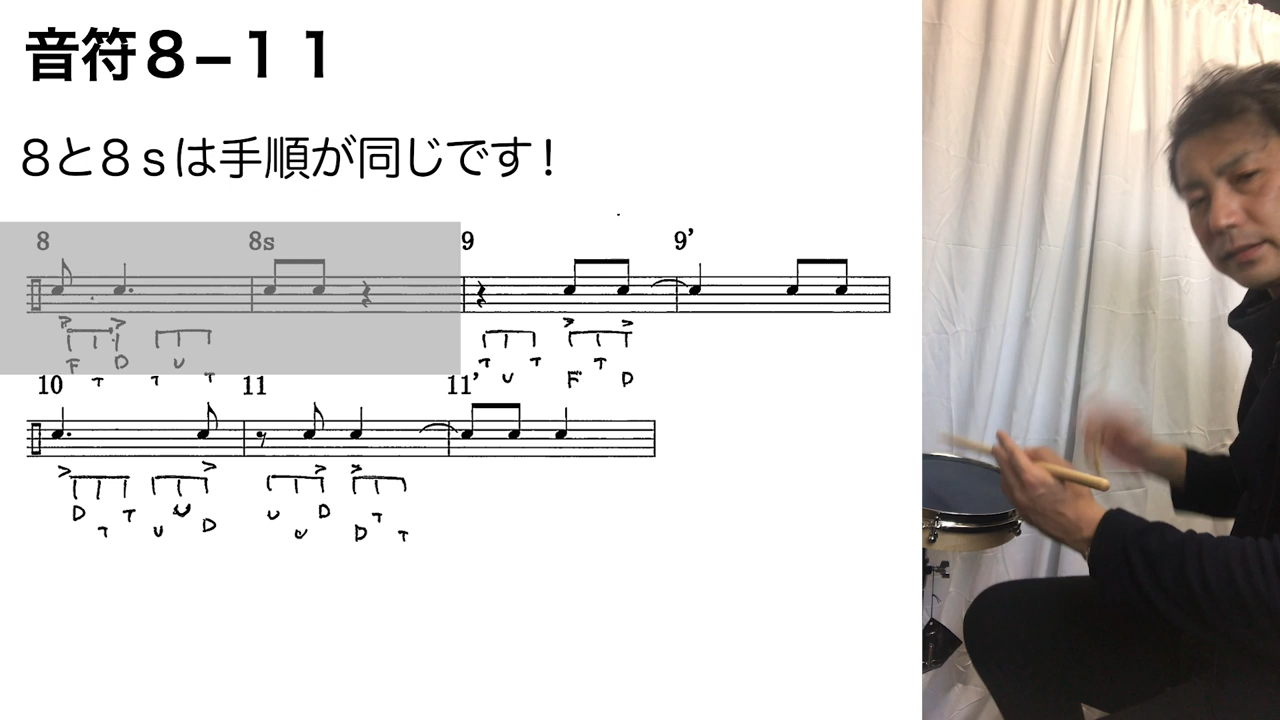 音符８−１１
８と８ｓは手順が同じです！
8 8s 9 9’
F T D T U T T U T F T D
10 11 11’
D T T U U D U U D D T T